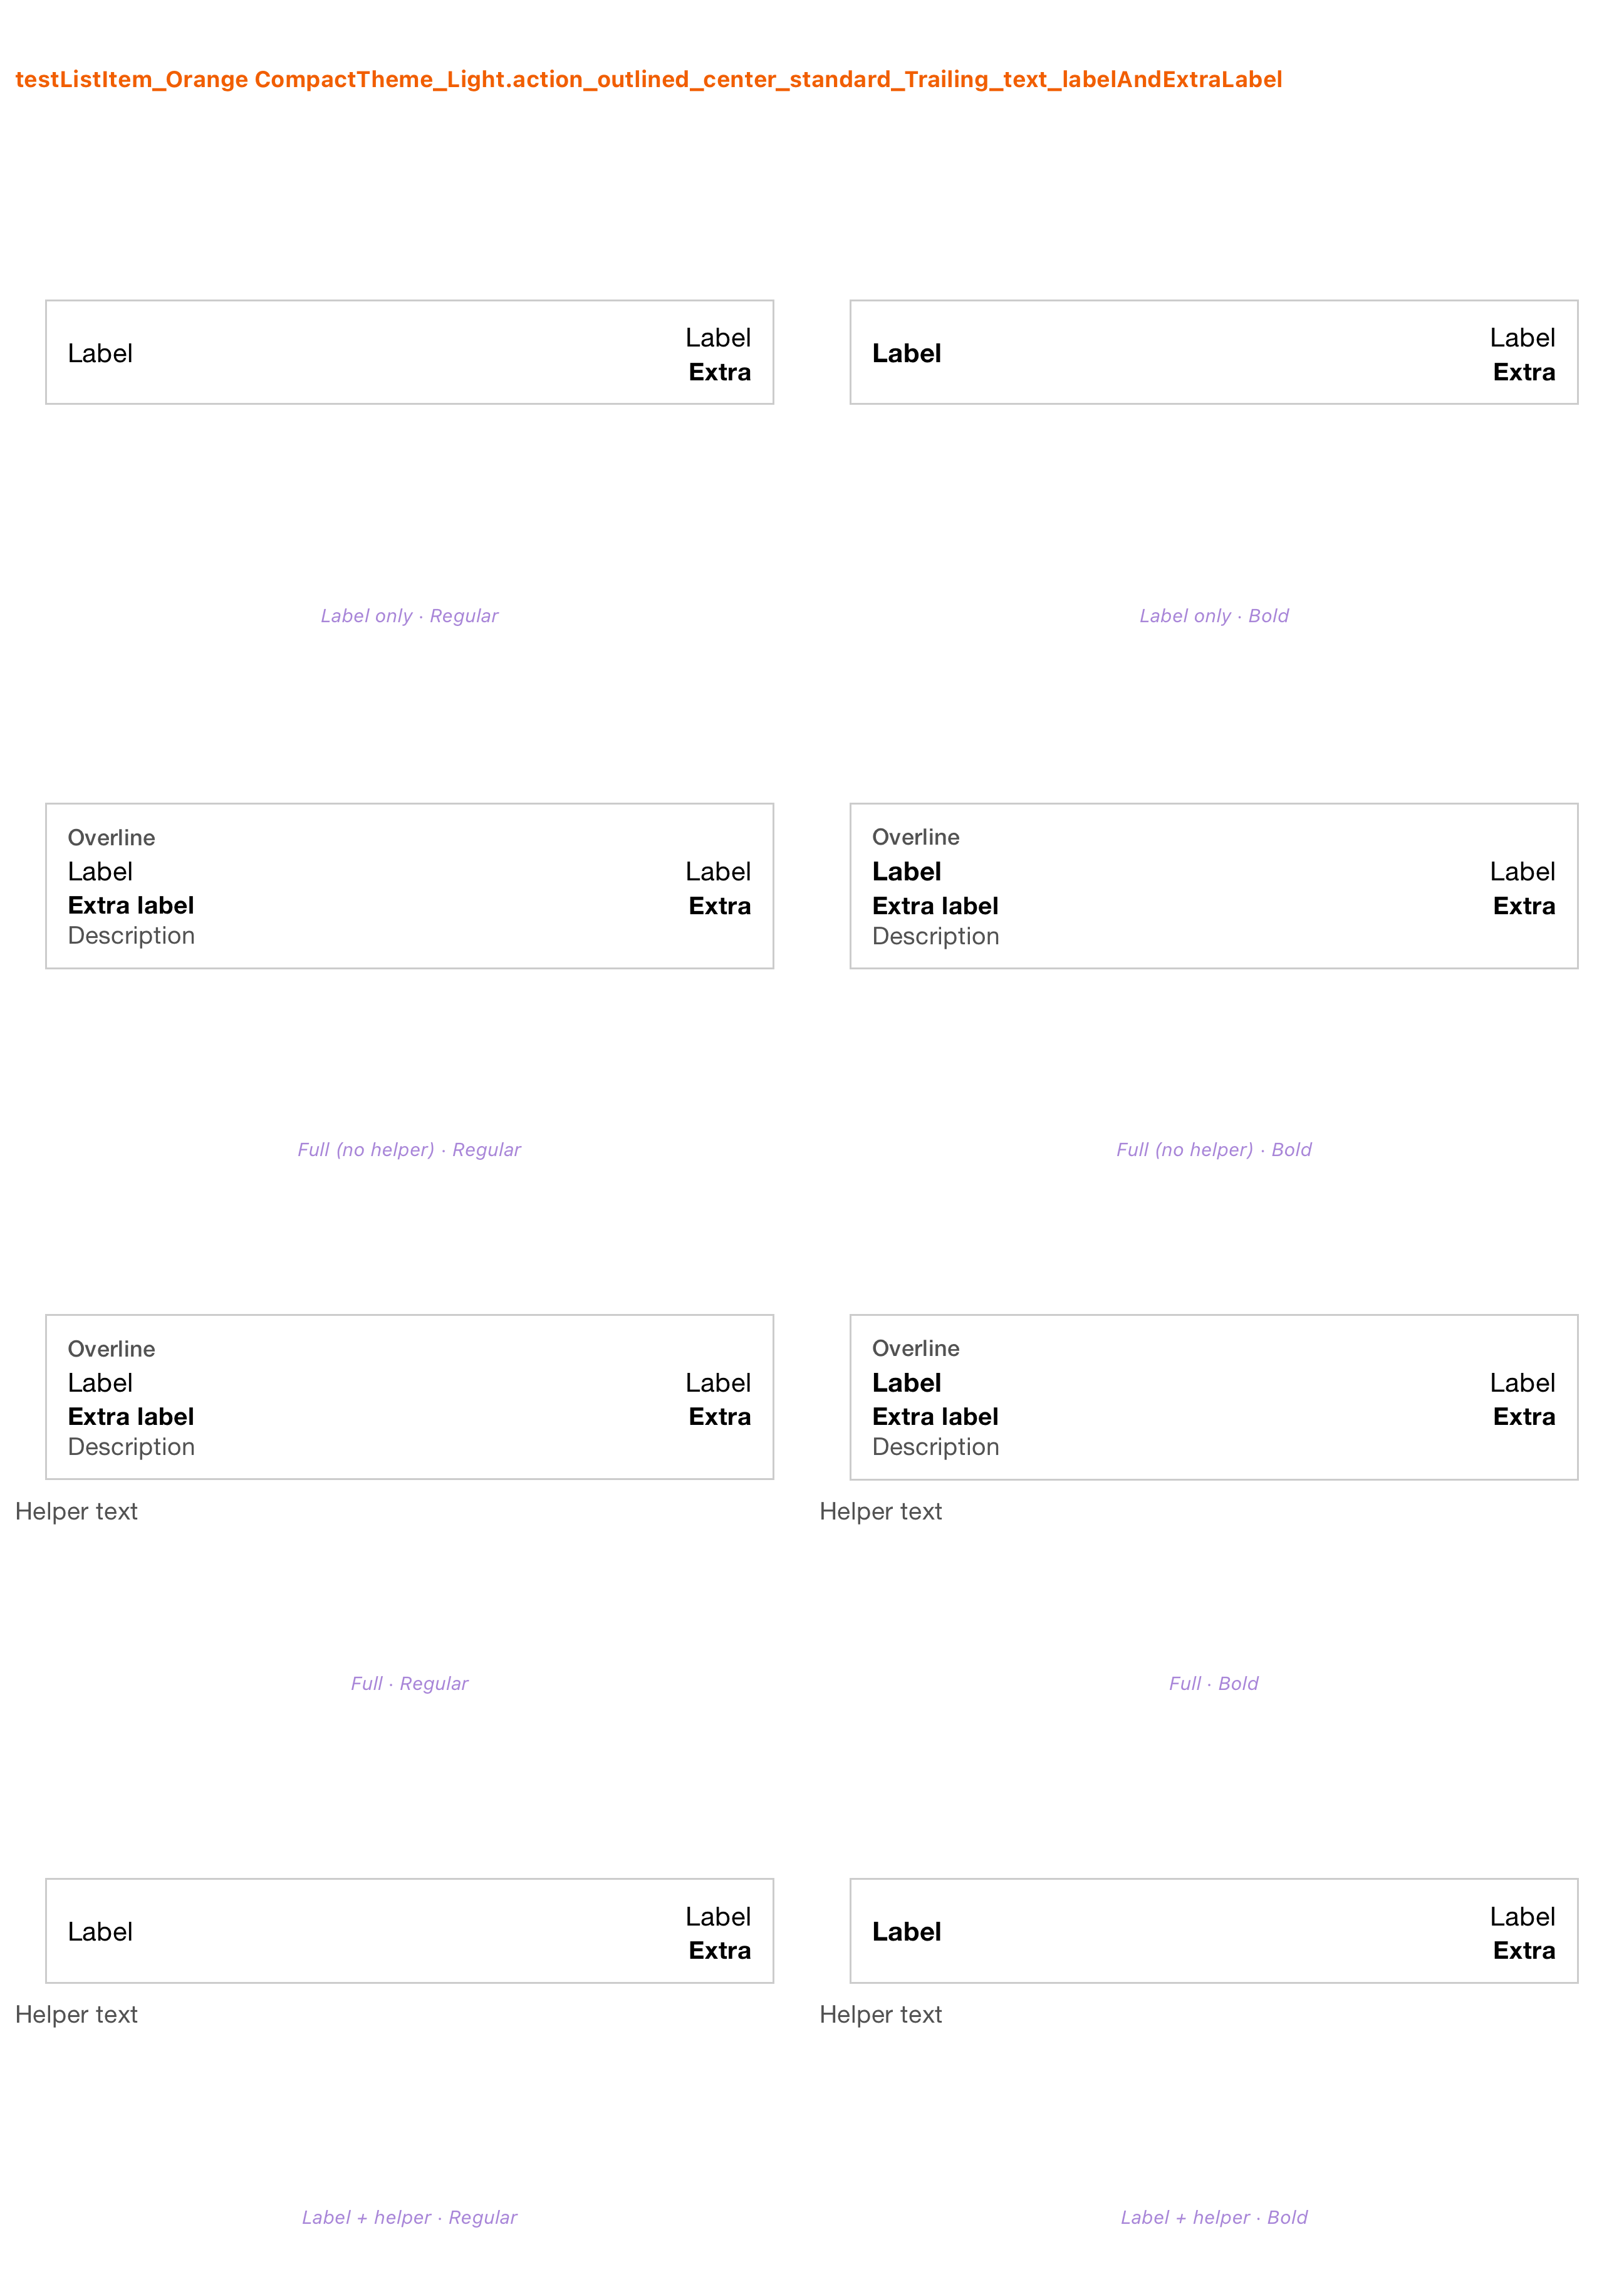 testListItem_Orange CompactTheme_Light.action_outlined_center_standard_Trailing_text_labelAndExtraLabel
Label
Label
Extra
Label
Label
Extra
Label only · Regular
Label only · Bold
Overline
Label
Extra label
Description
Label
Extra
Overline
Label
Extra label
Description
Label
Extra
Full (no helper) · Regular
Full (no helper) · Bold
Overline
Label
Extra label
Description
Label
Extra
Helper text
Overline
Label
Extra label
Description
Label
Extra
Helper text
Full · Regular
Full · Bold
Label
Label
Extra
Helper text
Label
Label
Extra
Helper text
Label + helper · Regular
Label + helper · Bold